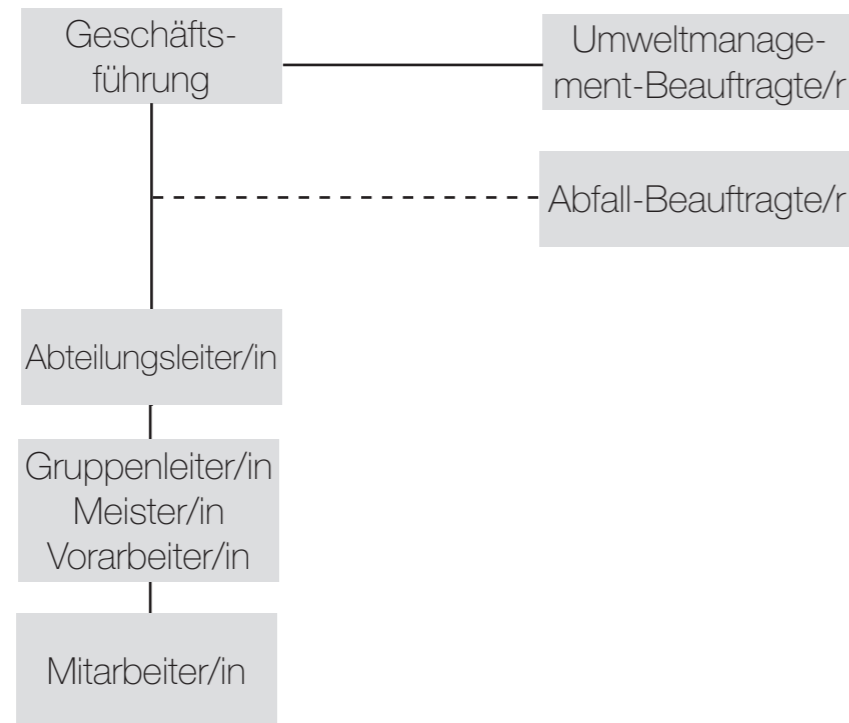 Geschäfts-
führung
Umweltmanage-
ment-Beauftragte/r
Abfall-Beauftragte/r
Abteilungsleiter/in
Gruppenleiter/in
Meister/in
Vorarbeiter/in
Mitarbeiter/in